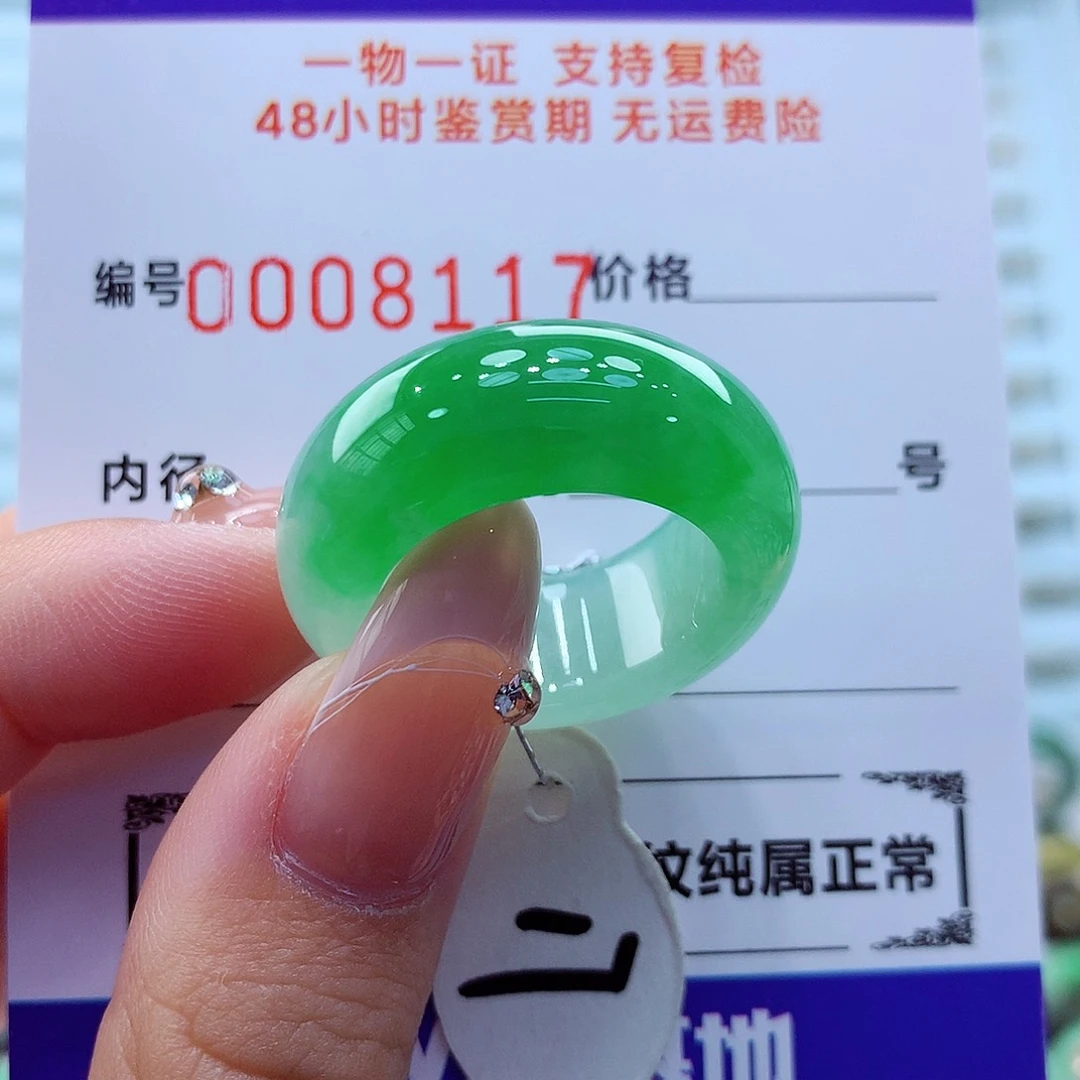 一物一证 支持复检
48小时鉴赏期 无运费险
编号0008117价格
内径 号
纹纯属正常
基地